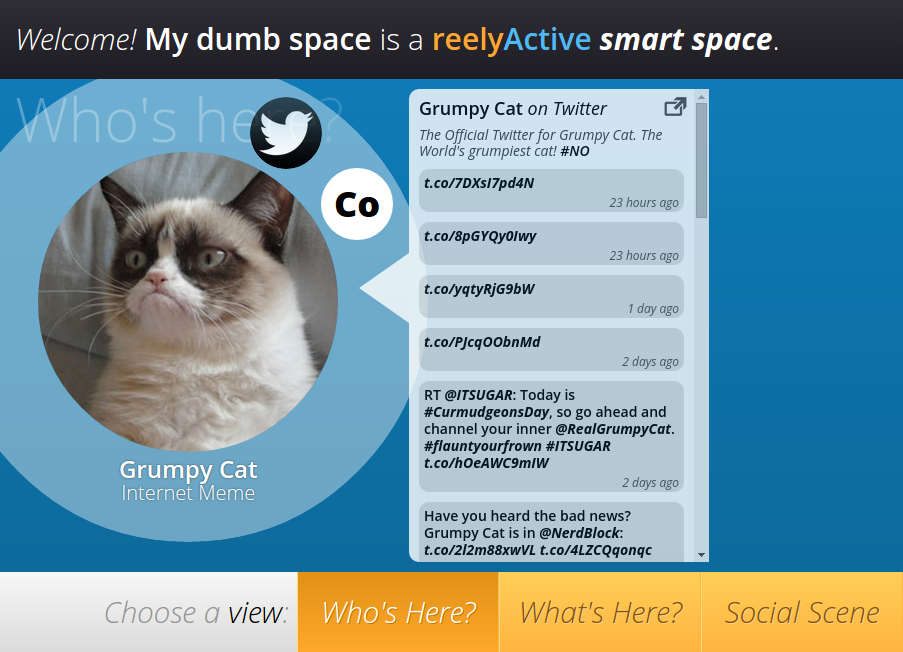 Welcome! My dumb space is a reelyActive smart space.
Who's here?
Co
Grumpy Cat
Internet Meme
Grumpy Cat on Twitter
The Official Twitter for Grumpy Cat. The
World's grumpiest cat! #NO
t.co/7DXsI7pd4N
23 hours ago
t.co/8pGYQy0Iwy
23 hours ago
t.co/yqtyRjG9bW
1 day ago
t.co/PJcqOObnMd
2 days ago
RT @ITSUGAR: Today is
#CurmudgeonsDay, so go ahead and
channel your inner @RealGrumpyCat.
#flauntyourfrown #ITSUGAR
t.co/hOeAWC9mIW
2 days ago
Have you heard the bad news?
Grumpy Cat is in @NerdBlock:
t.co/2l2m88xwVL t.co/4LZCQqonqc
Choose a view: Who's Here? What's Here? Social Scene